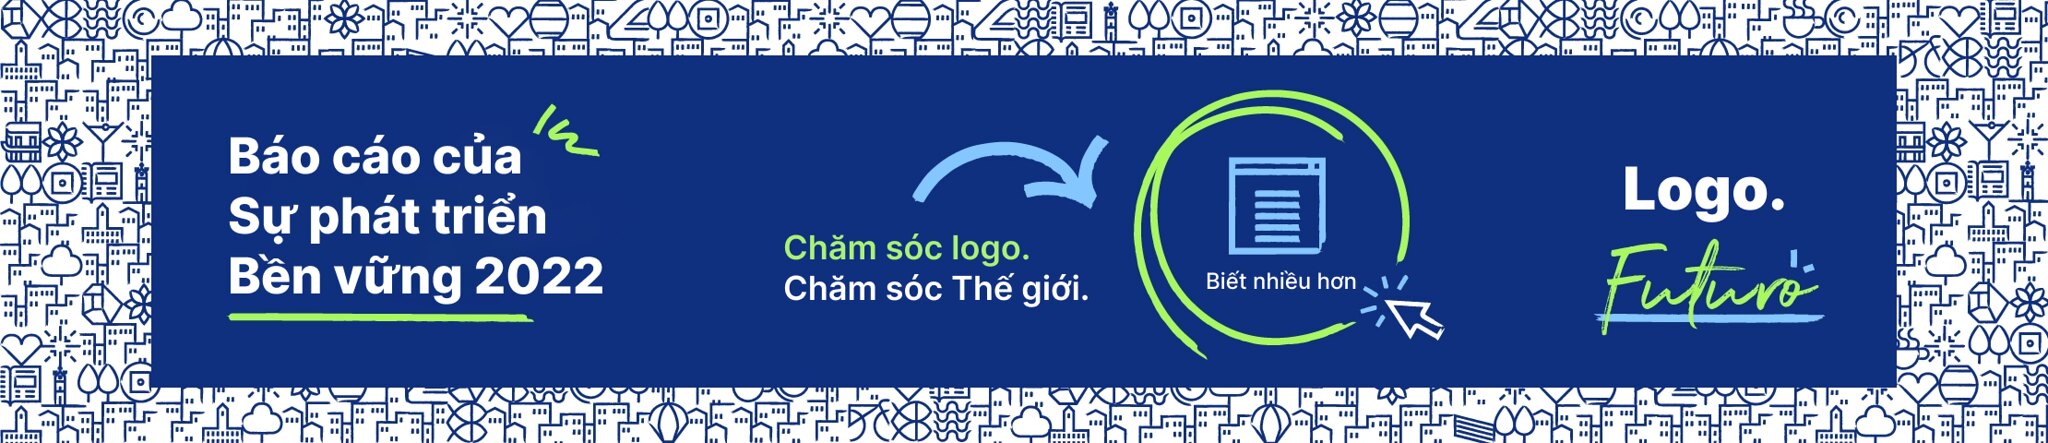 Báo cáo của
Sự phát triển
Bền vững 2022
Chăm sóc logo.
Chăm sóc Thế giới.
Biết nhiều hơn
Logo.
Futuro